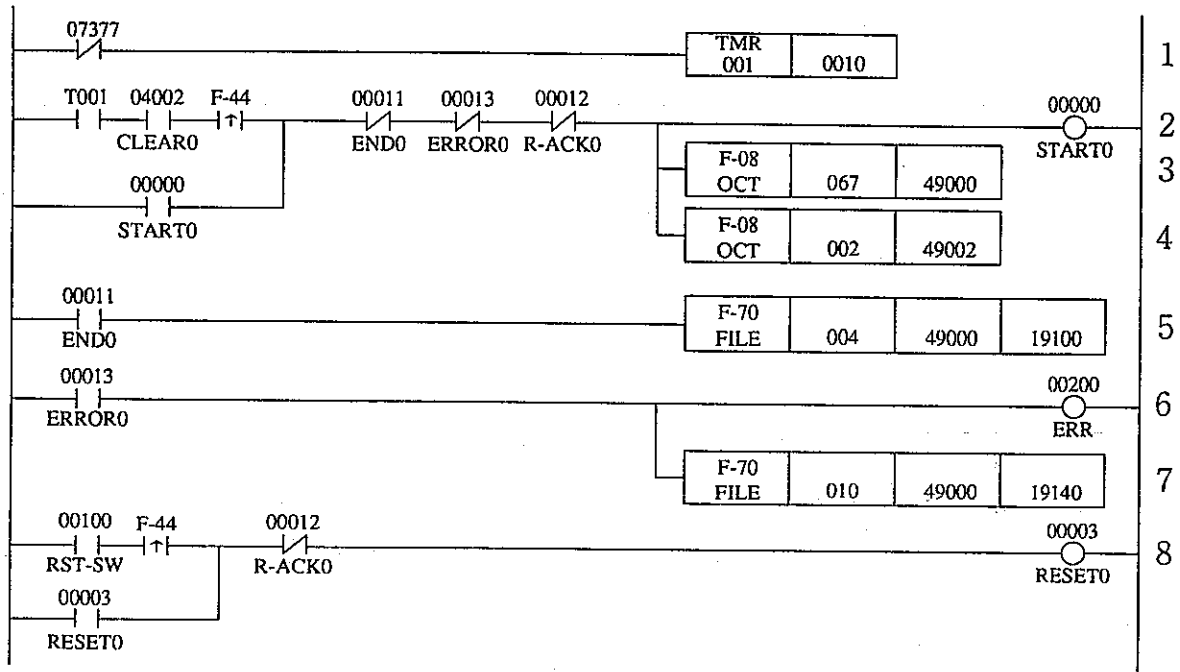 07377
TMR
001 0010
1
T001 04002 F-44 00011 00013 00012 00000
↑
2
CLEAR0 END0 ERROR0 R-ACK0 START0
F-08
OCT 067 49000
3
00000
START0
F-08
OCT 002 49002
4
00011
END0
F-70
FILE 004 49000 19100
5
00013 00200
6
ERROR0 ERR
F-70
FILE 010 49000 19140
7
00100 F-44 00012 00003
↑
8
RST-SW R-ACK0 RESET0
00003
RESET0